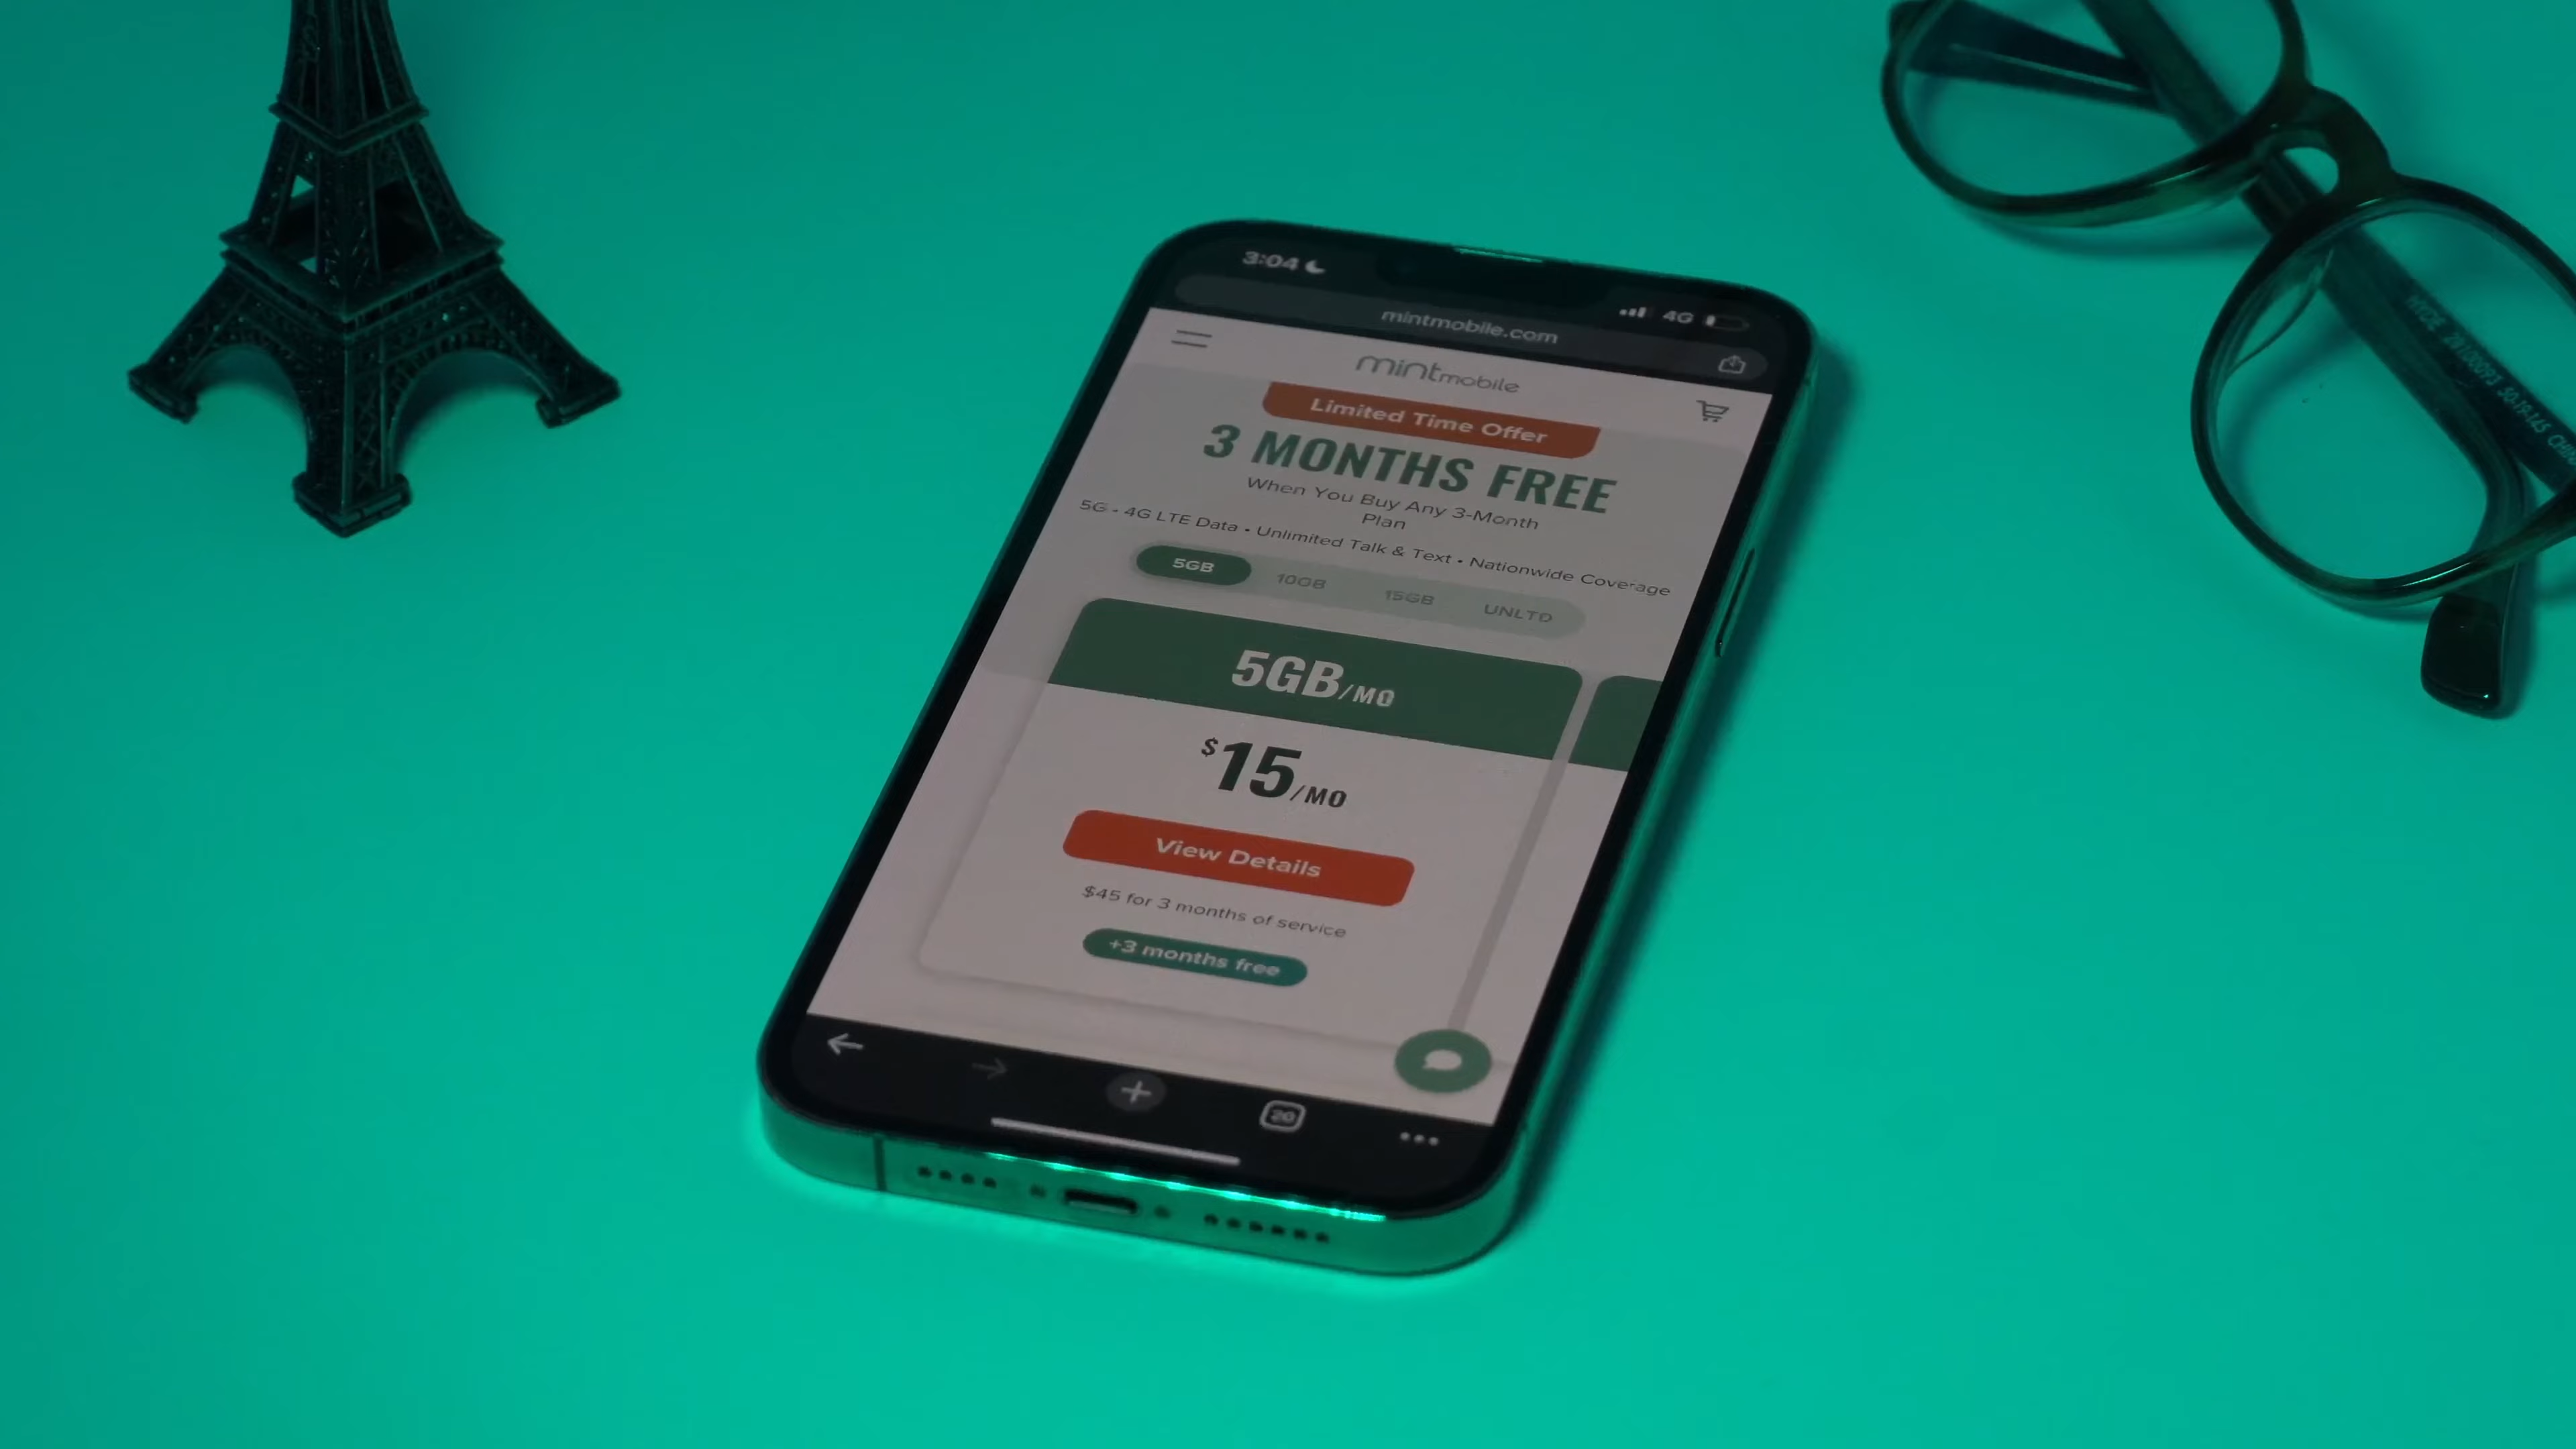 3:04
4G
mintmobile.com
mintmobile
Limited Time Offer
3 MONTHS FREE
When You Buy Any 3-Month
Plan
5G • 4G LTE Data • Unlimited Talk & Text • Nationwide Coverage
5GB 10GB 15GB UNLTD
5GB/MO
$15/MO
View Details
$45 for 3 months of service
+3 months free
20